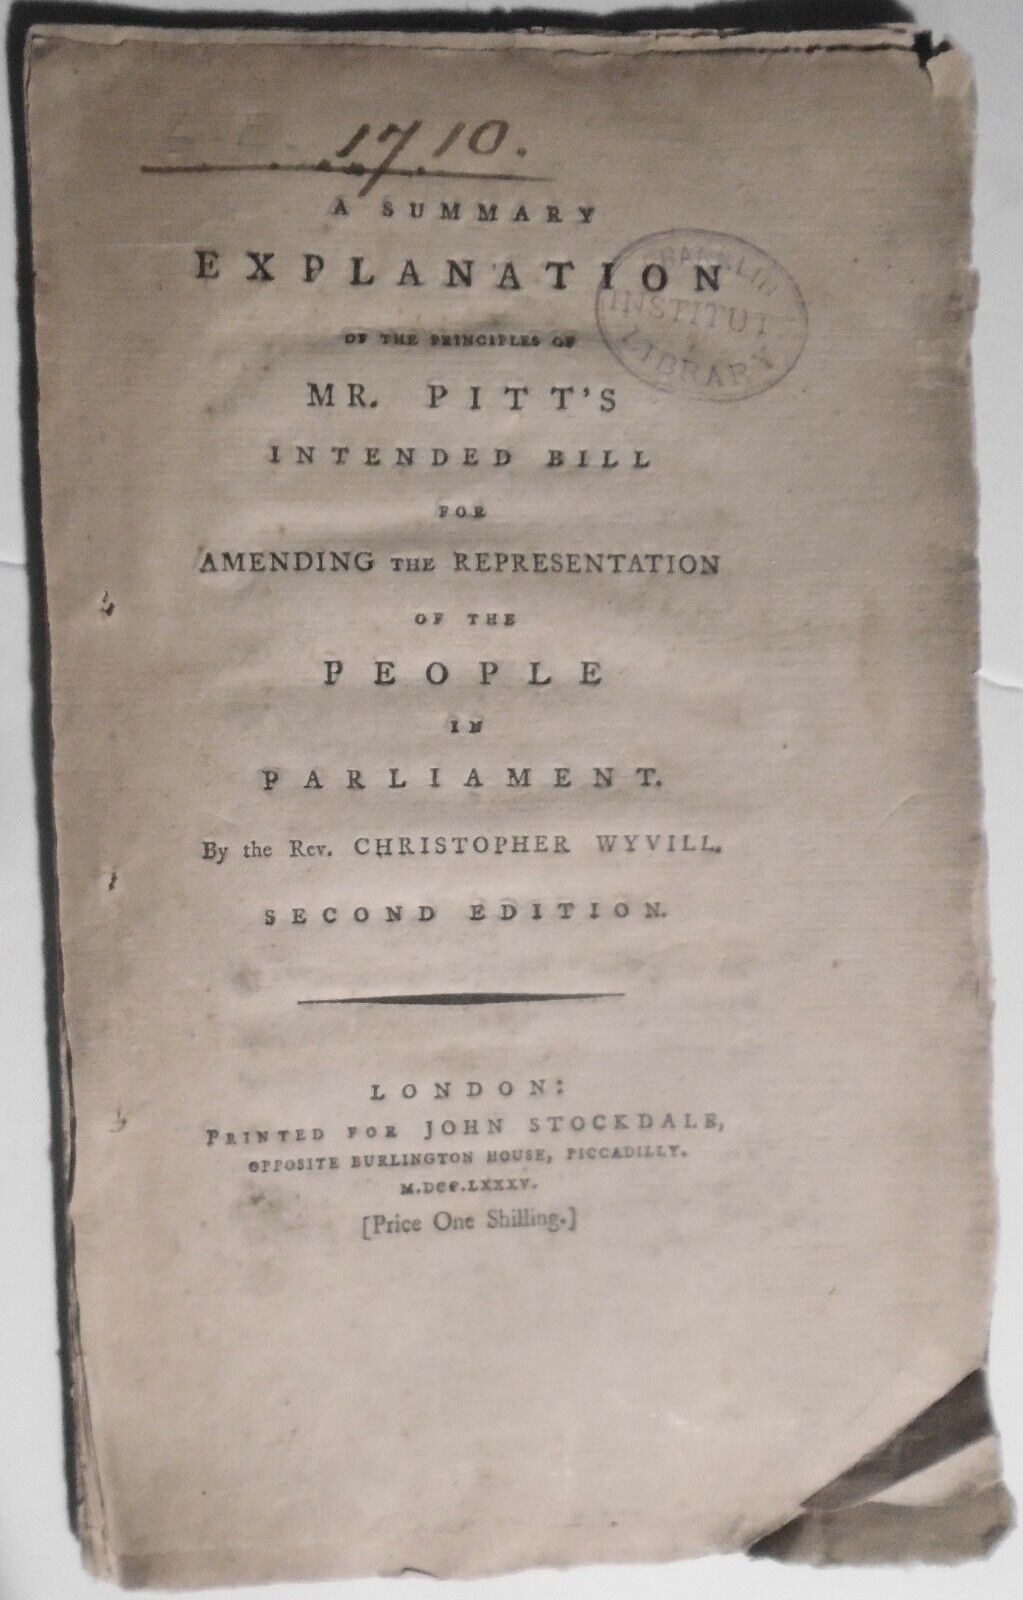 1710.
A SUMMARY
EXPLANATION
OF THE PRINCIPLES OF
MR. PITT'S
INTENDED BILL
FOR
AMENDING THE REPRESENTATION
OF THE
PEOPLE
IN
PARLIAMENT.
By the Rev. CHRISTOPHER WYVILL.
SECOND EDITION.
LONDON:
PRINTED FOR JOHN STOCKDALE,
OPPOSITE BURLINGTON HOUSE, PICCADILLY.
M.DCC.LXXXV.
[Price One Shilling.]
FRANKLIN
INSTITUT
LIBRARY